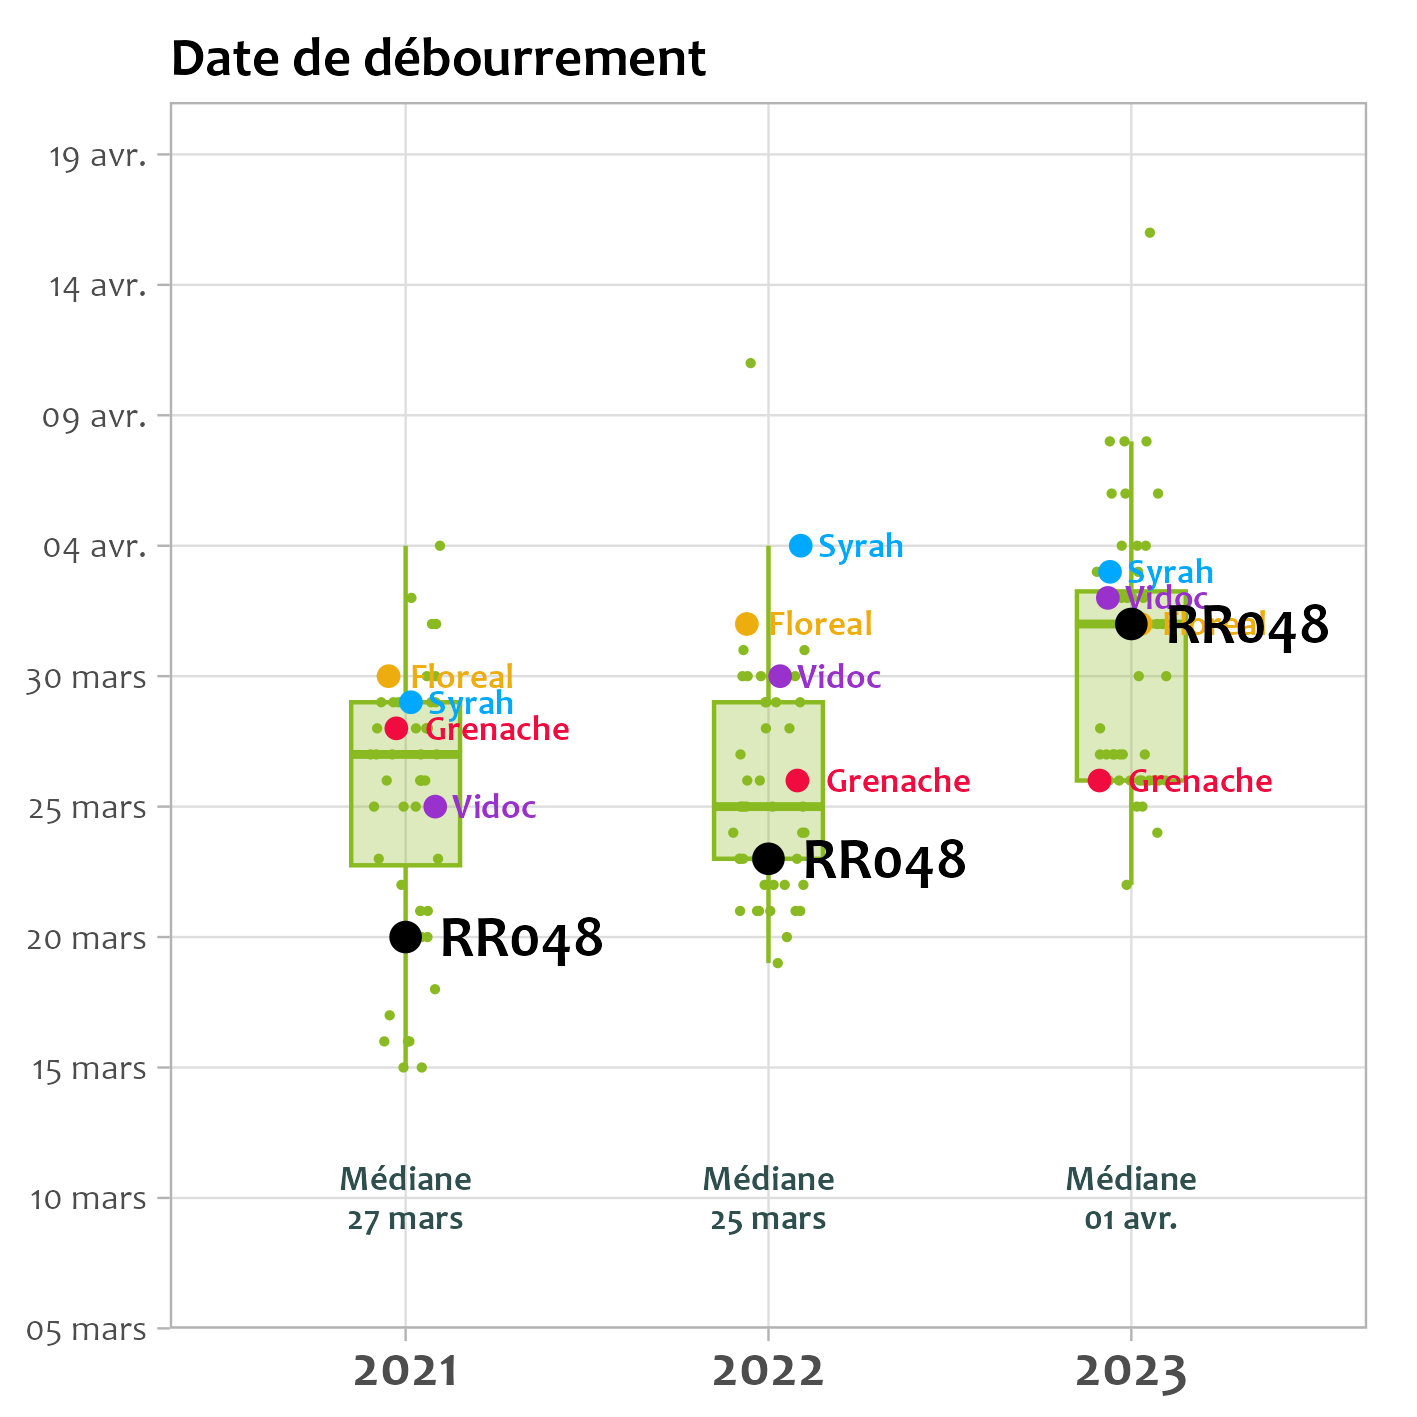 Date de débourrement
19 avr.
14 avr.
09 avr.
04 avr.
30 mars
25 mars
20 mars
15 mars
10 mars
05 mars
Floreal
Syrah
Grenache
Vidoc
RR048
Syrah
Floreal
Vidoc
Grenache
RR048
Syrah
Vidoc
Floreal
RR048
Grenache
Médiane
27 mars
Médiane
25 mars
Médiane
01 avr.
2021
2022
2023